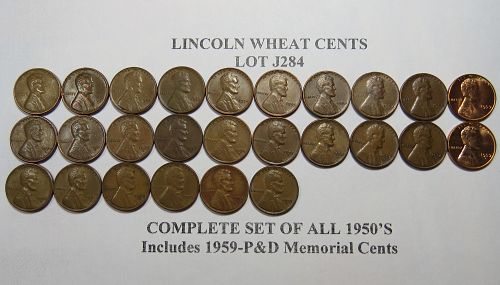 LINCOLN WHEAT CENTS
LOT J284
COMPLETE SET OF ALL 1950'S
Includes 1959-P&D Memorial Cents